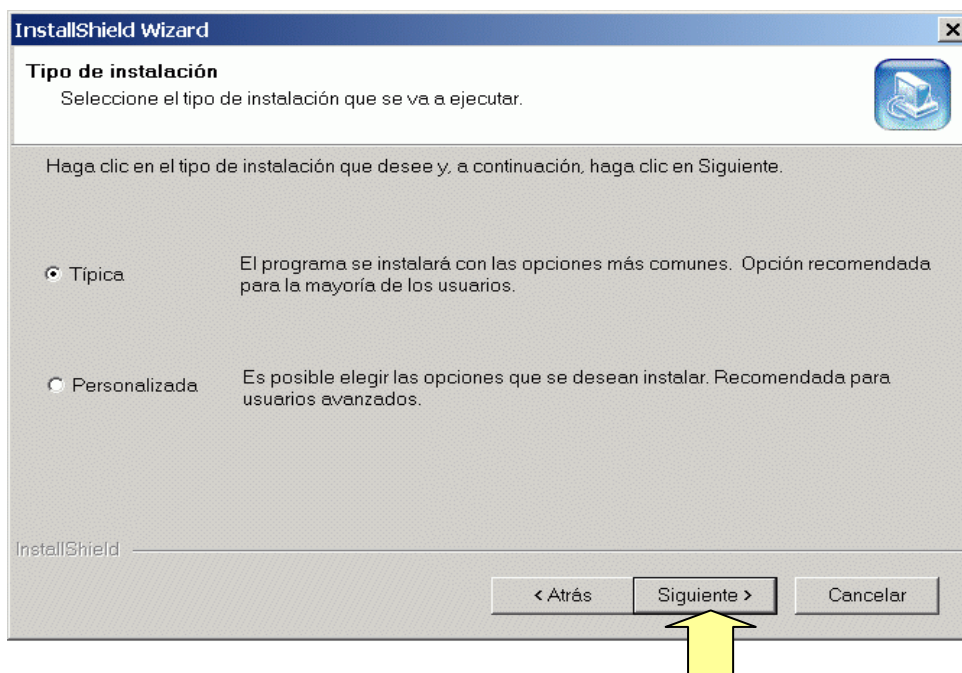 InstallShield Wizard
Tipo de instalación
Seleccione el tipo de instalación que se va a ejecutar.
Haga clic en el tipo de instalación que desee y, a continuación, haga clic en Siguiente.
Típica
El programa se instalará con las opciones más comunes. Opción recomendada
para la mayoría de los usuarios.
Personalizada
Es posible elegir las opciones que se desean instalar. Recomendada para
usuarios avanzados.
InstallShield
< Atrás
Siguiente >
Cancelar